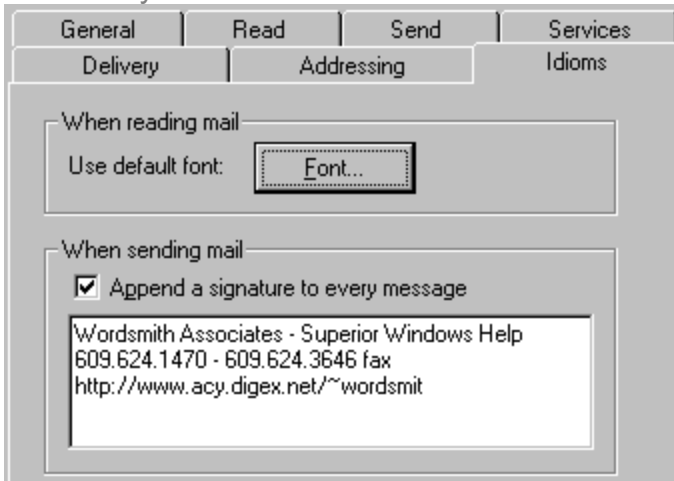 General Read Send Services
Delivery Addressing Idioms
When reading mail
Use default font: Font...
When sending mail
Append a signature to every message
Wordsmith Associates - Superior Windows Help
609.624.1470 - 609.624.3646 fax
http://www.acy.digex.net/~wordsmit